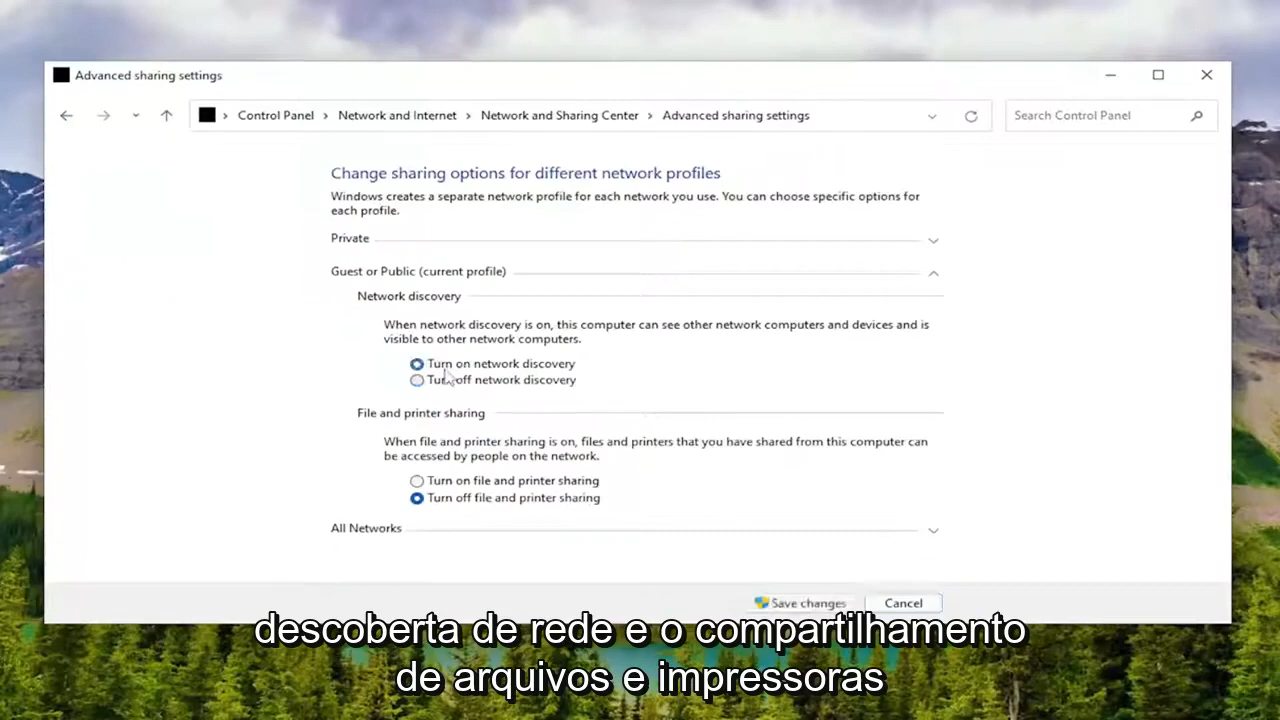 Advanced sharing settings
Control Panel > Network and Internet > Network and Sharing Center > Advanced sharing settings
Search Control Panel
Change sharing options for different network profiles
Windows creates a separate network profile for each network you use. You can choose specific options for
each profile.
Private
Guest or Public (current profile)
Network discovery
When network discovery is on, this computer can see other network computers and devices and is
visible to other network computers.
Turn on network discovery
Turn off network discovery
File and printer sharing
When file and printer sharing is on, files and printers that you have shared from this computer can
be accessed by people on the network.
Turn on file and printer sharing
Turn off file and printer sharing
All Networks
Save changes
Cancel
descoberta de rede e o compartilhamento
de arquivos e impressoras